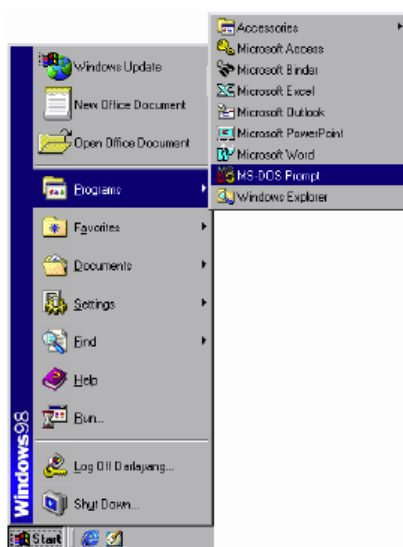 Windows Update
New Office Document
Open Office Document
Programs
Favorites
Documents
Settings
Find
Help
Run...
Log Off Darlayang...
Shut Down...
Windows98
Start
Accessories
Microsoft Access
Microsoft Binder
Microsoft Excel
Microsoft Outlook
Microsoft PowerPoint
Microsoft Word
MS-DOS Prompt
Windows Explorer